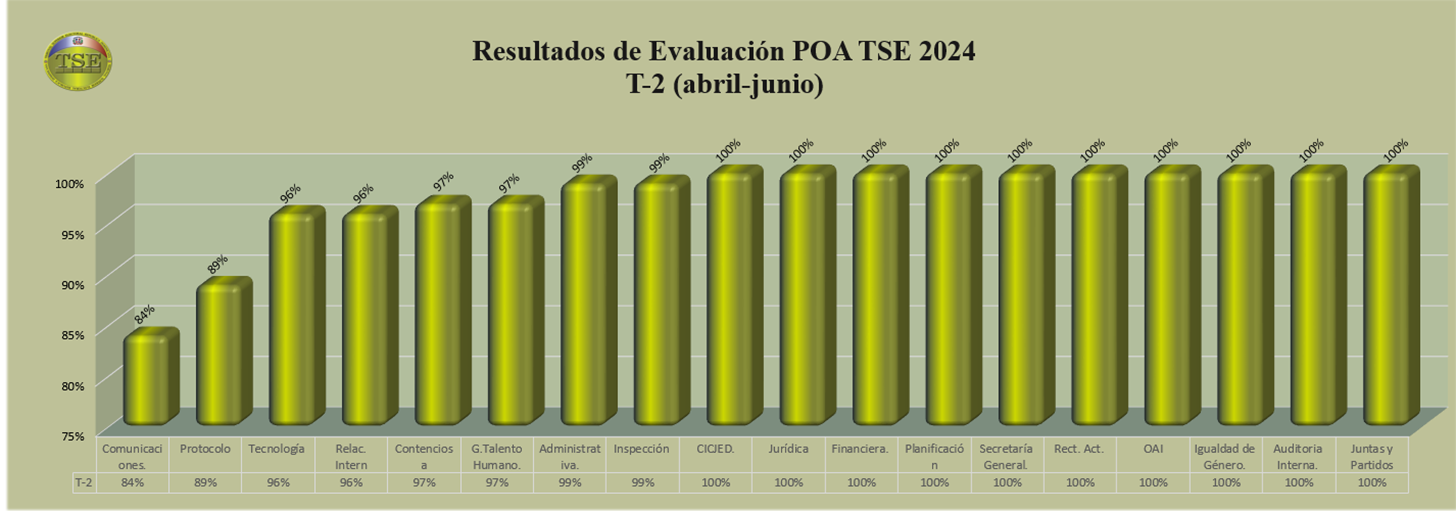 TSE
Resultados de Evaluación POA TSE 2024
T-2 (abril-junio)
100%
95%
90%
85%
80%
75%
84%
89%
96%
96%
97%
97%
99%
99%
100%
100%
100%
100%
100%
100%
100%
100%
100%
100%
Comunicaci
ones.
Protocolo
Tecnología
Relac.
Intern
Contencios
a
G.Talento
Humano.
Administrat
iva.
Inspección
CICJED.
Jurídica
Financiera.
Planificació
n
Secretaría
General.
Rect. Act.
OAI
Igualdad de
Género.
Auditoria
Interna.
Juntas y
Partidos
T-2 84% 89% 96% 96% 97% 97% 99% 99% 100% 100% 100% 100% 100% 100% 100% 100% 100% 100%